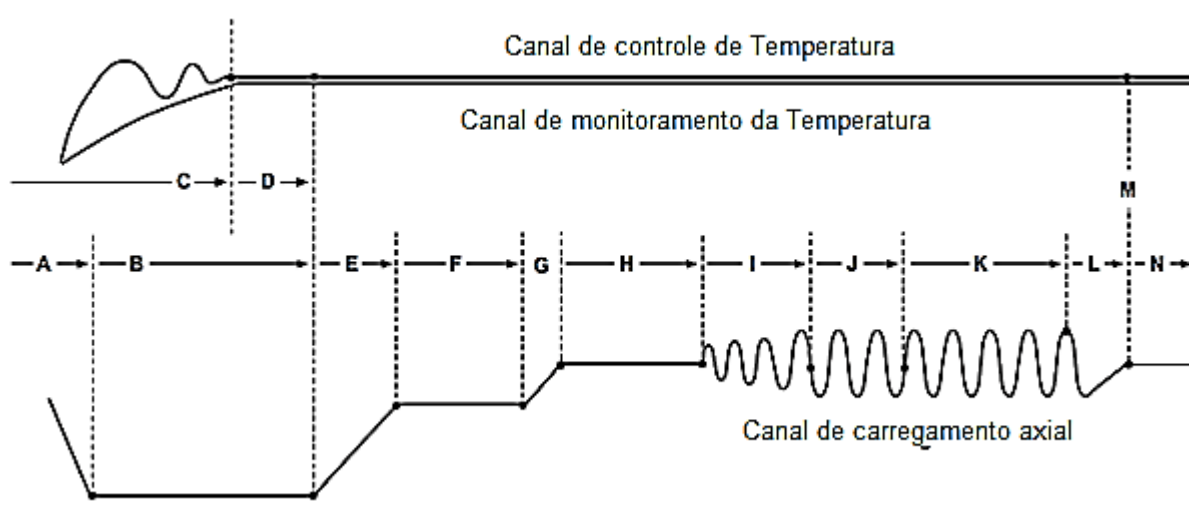 Canal de controle de Temperatura
Canal de monitoramento da Temperatura
C D
M
A B E F G H I J K L N
Canal de carregamento axial